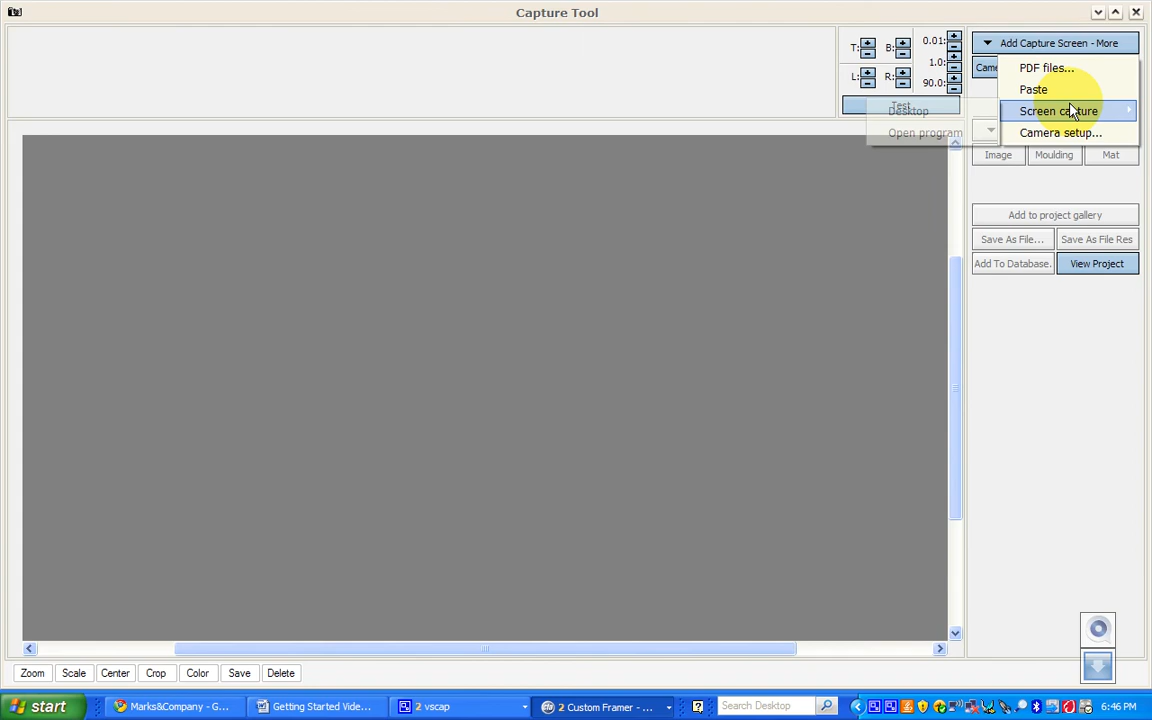 Capture Tool
T: B: 0.01:
1.0:
L: R: 90.0:
Test
Add Capture Screen - More
Came
PDF files...
Paste
Screen capture
Camera setup...
Desktop
Open program
Image Moulding Mat
Add to project gallery
Save As File... Save As File Res
Add To Database. View Project
Zoom Scale Center Crop Color Save Delete
start Marks&Company - G... Getting Started Vide... 2 vscap 2 Custom Framer - ... Search Desktop 6:46 PM